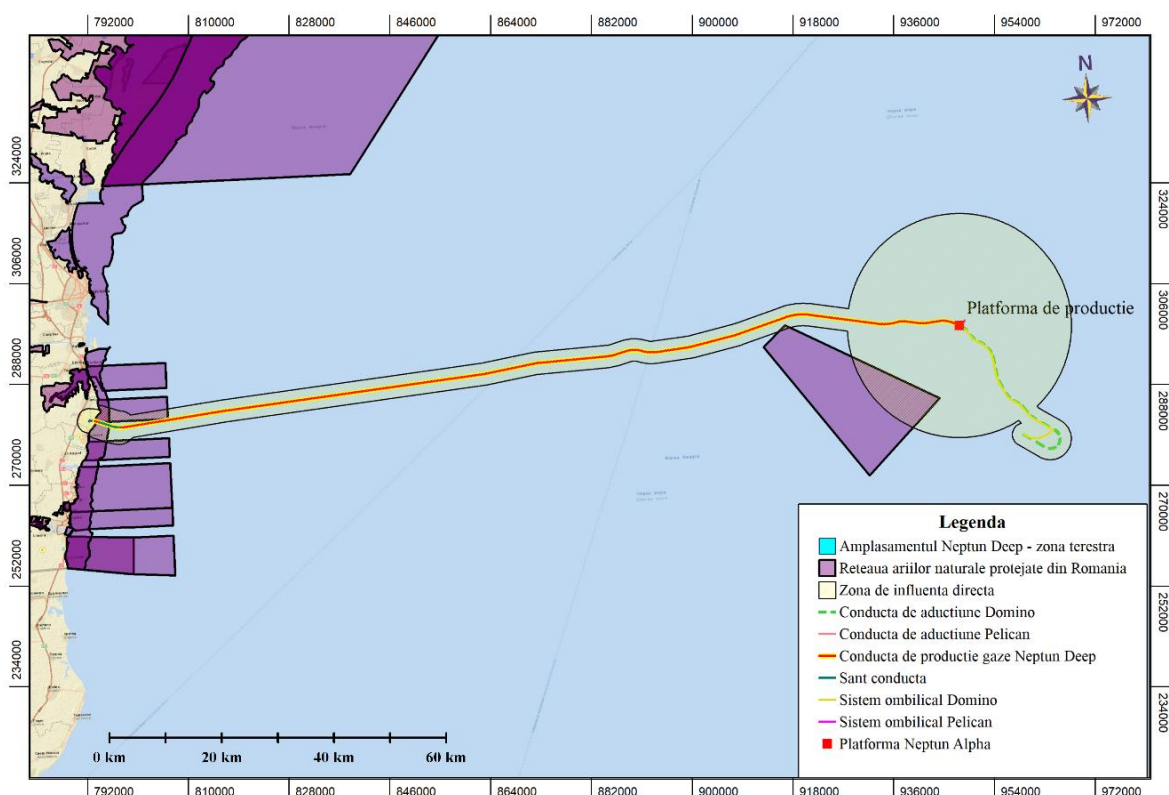 792000 810000 828000 846000 864000 882000 900000 918000 936000 954000 972000
N
324000 324000
306000 306000
Platforma de productie
288000 288000
270000 270000
Legenda
Amplasamentul Neptun Deep - zona terestra
Reteaua ariilor naturale protejate din Romania
Zona de influenta directa
252000 252000
Conducta de aductiune Domino
Conducta de aductiune Pelican
Conducta de productie gaze Neptun Deep
Sant conducta
234000 234000
Sistem ombilical Domino
Sistem ombilical Pelican
Platforma Neptun Alpha
0 km 20 km 40 km 60 km
792000 810000 828000 846000 864000 882000 900000 918000 936000 954000 972000